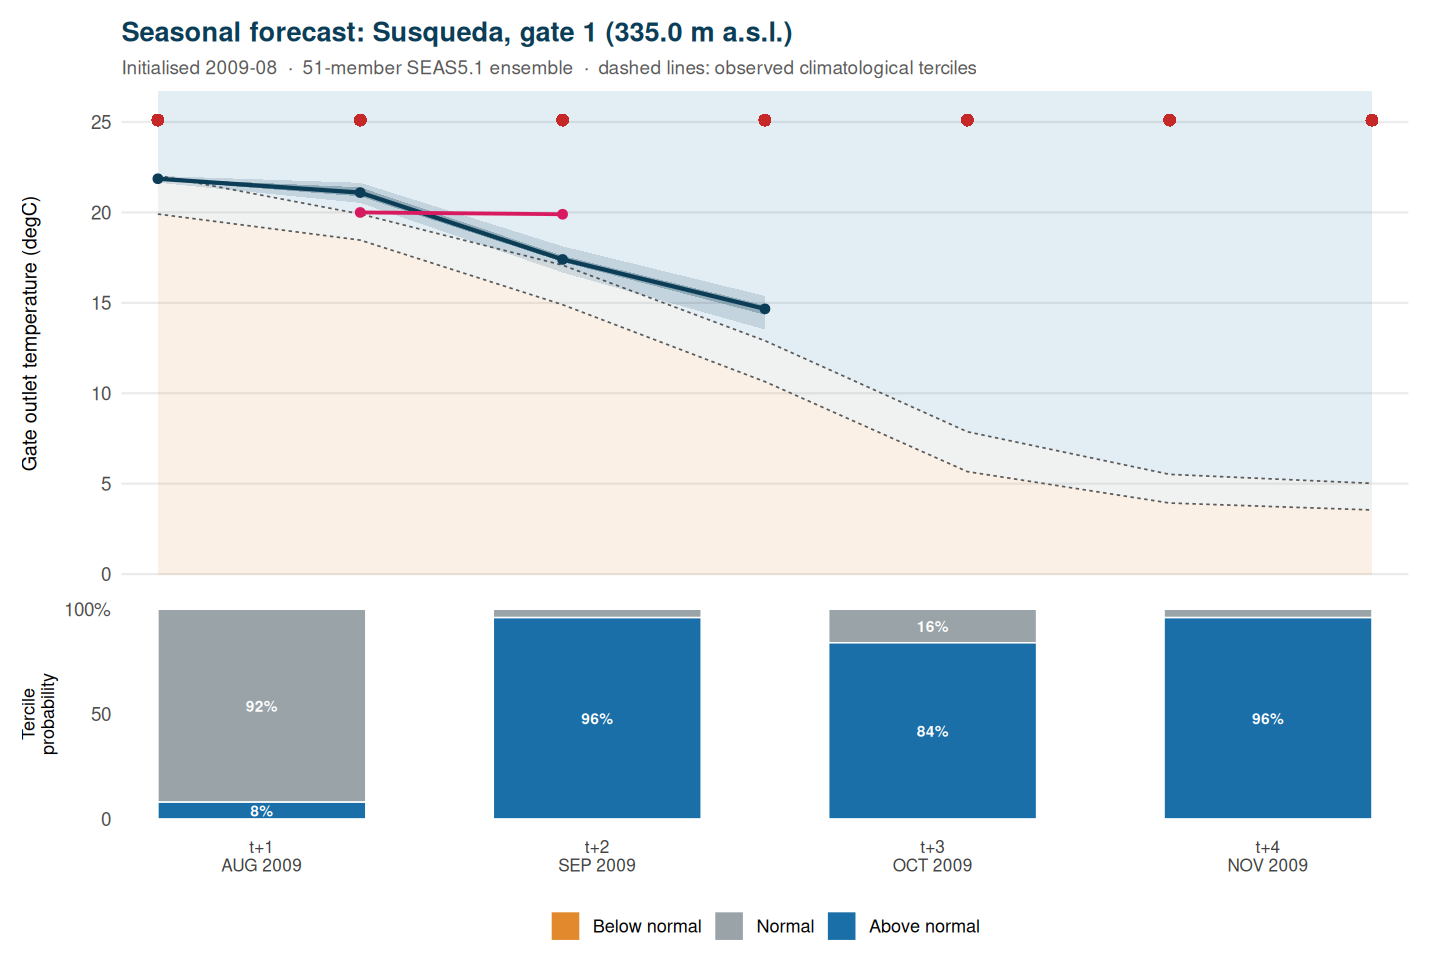 Seasonal forecast: Susqueda, gate 1 (335.0 m a.s.l.)
Initialised 2009-08 · 51-member SEAS5.1 ensemble · dashed lines: observed climatological terciles
Gate outlet temperature (degC)
25
20
15
10
5
0
Tercile
probability
100%
50
0
92%
8%
96%
16%
84%
96%
t+1
AUG 2009
t+2
SEP 2009
t+3
OCT 2009
t+4
NOV 2009
Below normal
Normal
Above normal